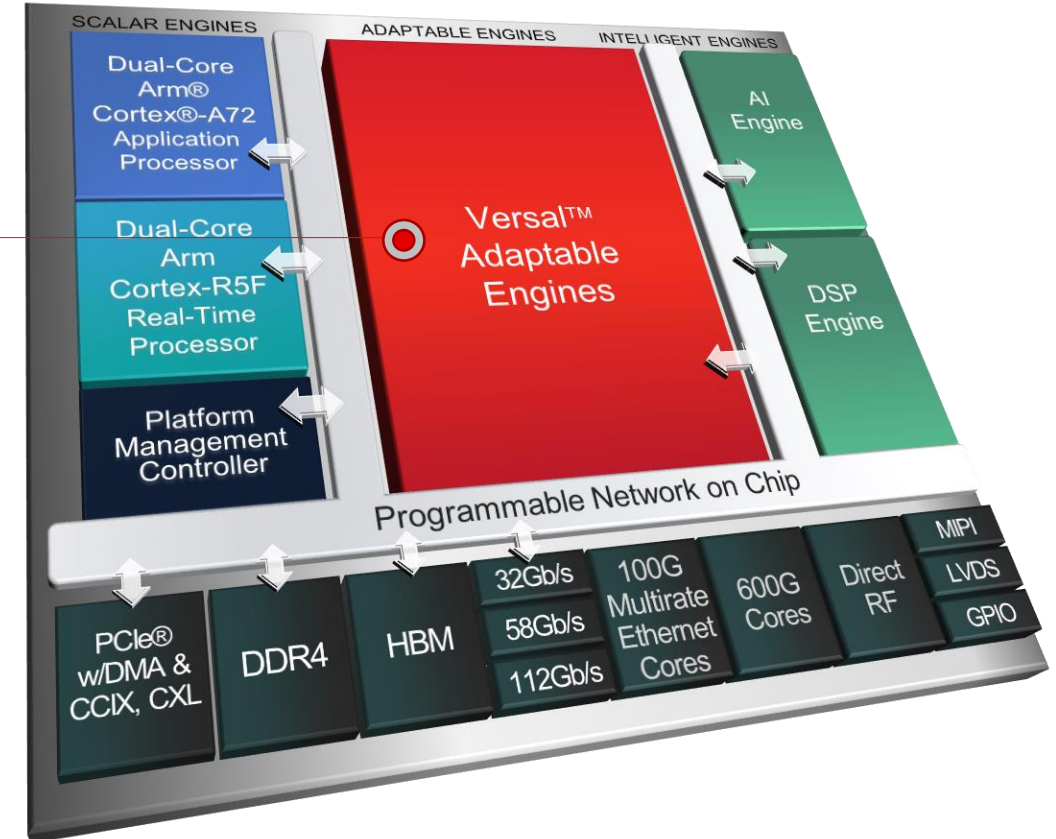 SCALAR ENGINES
ADAPTABLE ENGINES
INTELLIGENT ENGINES
Dual-Core
Arm®
Cortex®-A72
Application
Processor
Dual-Core
Arm
Cortex-R5F
Real-Time
Processor
Platform
Management
Controller
Versal™
Adaptable
Engines
AI
Engine
DSP
Engine
Programmable Network on Chip
PCIe®
w/DMA &
CCIX, CXL
DDR4
HBM
32Gb/s
58Gb/s
112Gb/s
100G
Multirate
Ethernet
Cores
600G
Cores
Direct
RF
MIPI
LVDS
GPIO